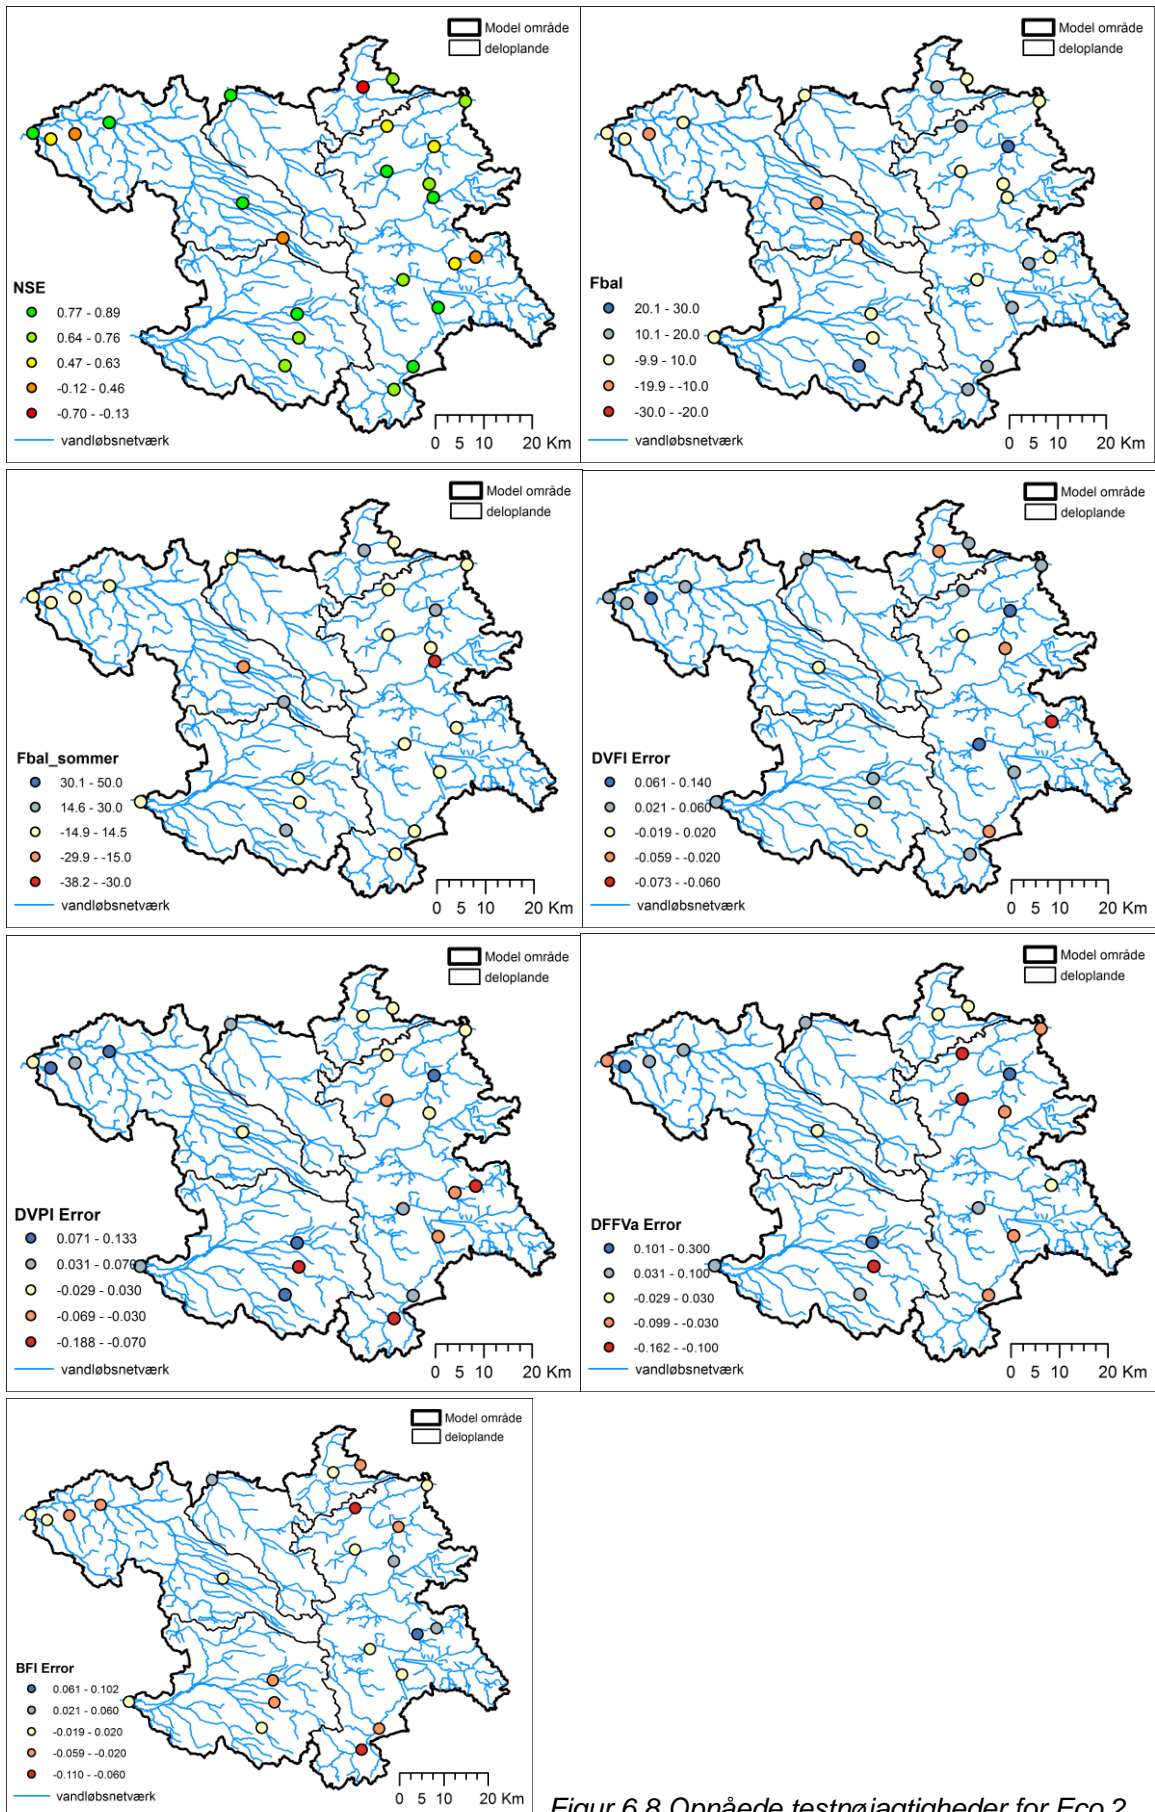 Model område
deloplande
NSE
0.77 - 0.89
0.64 - 0.76
0.47 - 0.63
-0.12 - 0.46
-0.70 - -0.13
vandløbsnetværk
0 5 10 20 Km
Model område
deloplande
Fbal
20.1 - 30.0
10.1 - 20.0
-9.9 - 10.0
-19.9 - -10.0
-30.0 - -20.0
vandløbsnetværk
0 5 10 20 Km
Model område
deloplande
Fbal_sommer
30.1 - 50.0
14.6 - 30.0
-14.9 - 14.5
-29.9 - -15.0
-38.2 - -30.0
vandløbsnetværk
0 5 10 20 Km
Model område
deloplande
DVFI Error
0.061 - 0.140
0.021 - 0.060
-0.019 - 0.020
-0.059 - -0.020
-0.073 - -0.060
vandløbsnetværk
0 5 10 20 Km
Model område
deloplande
DVPI Error
0.071 - 0.133
0.031 - 0.070
-0.029 - 0.030
-0.069 - -0.030
-0.188 - -0.070
vandløbsnetværk
0 5 10 20 Km
Model område
deloplande
DFFVa Error
0.101 - 0.300
0.031 - 0.100
-0.029 - 0.030
-0.099 - -0.030
-0.162 - -0.100
vandløbsnetværk
0 5 10 20 Km
Model område
deloplande
BFI Error
0.061 - 0.102
0.021 - 0.060
-0.019 - 0.020
-0.059 - -0.020
-0.110 - -0.060
vandløbsnetværk
0 5 10 20 Km
Figur 6.8 Opnåede testnøjagtigheder for Eco 2